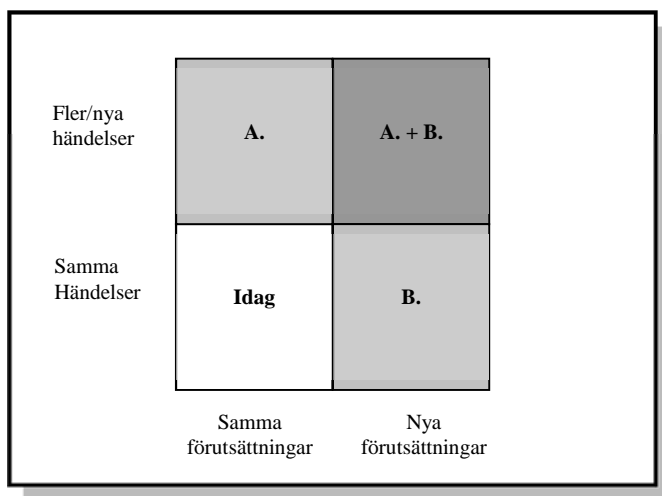 Fler/nya
händelser
A.
A. + B.
Samma
Händelser
Idag
B.
Samma
förutsättningar
Nya
förutsättningar